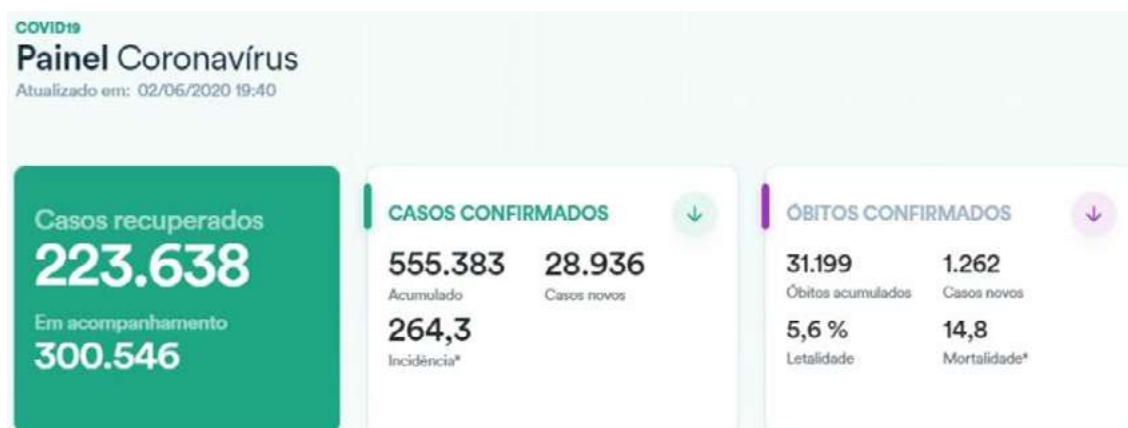 COVID19
Painel Coronavírus
Atualizado em: 02/06/2020 19:40
Casos recuperados
223.638
Em acompanhamento
300.546
CASOS CONFIRMADOS
555.383 28.936
Acumulado Casos novos
264,3
Incidência*
ÓBITOS CONFIRMADOS
31.199 1.262
Óbitos acumulados Casos novos
5,6 % 14,8
Letalidade Mortalidade*